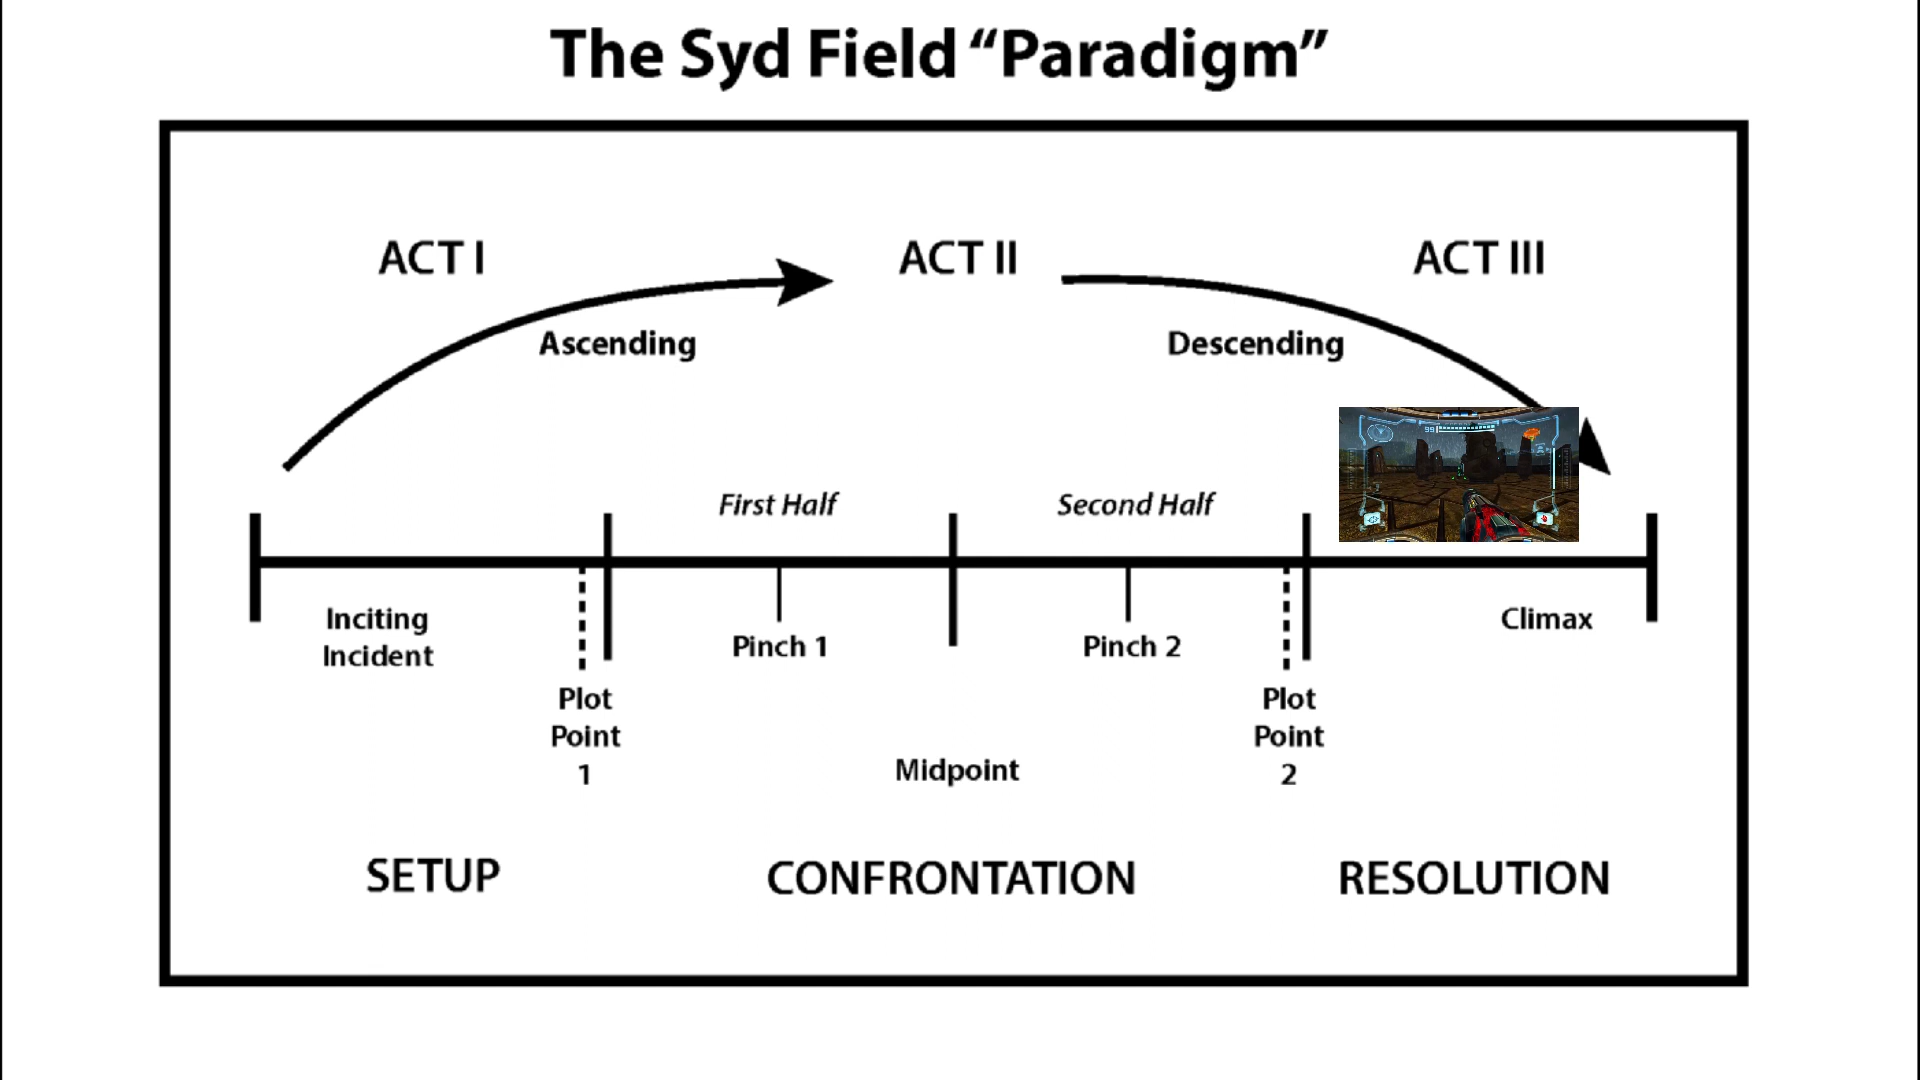 The Syd Field “Paradigm”
ACT I
ACT II
ACT III
Ascending
Descending
99
First Half
Second Half
Inciting
Incident
Climax
Pinch 1
Pinch 2
Plot
Point
1
Plot
Point
2
Midpoint
SETUP
CONFRONTATION
RESOLUTION